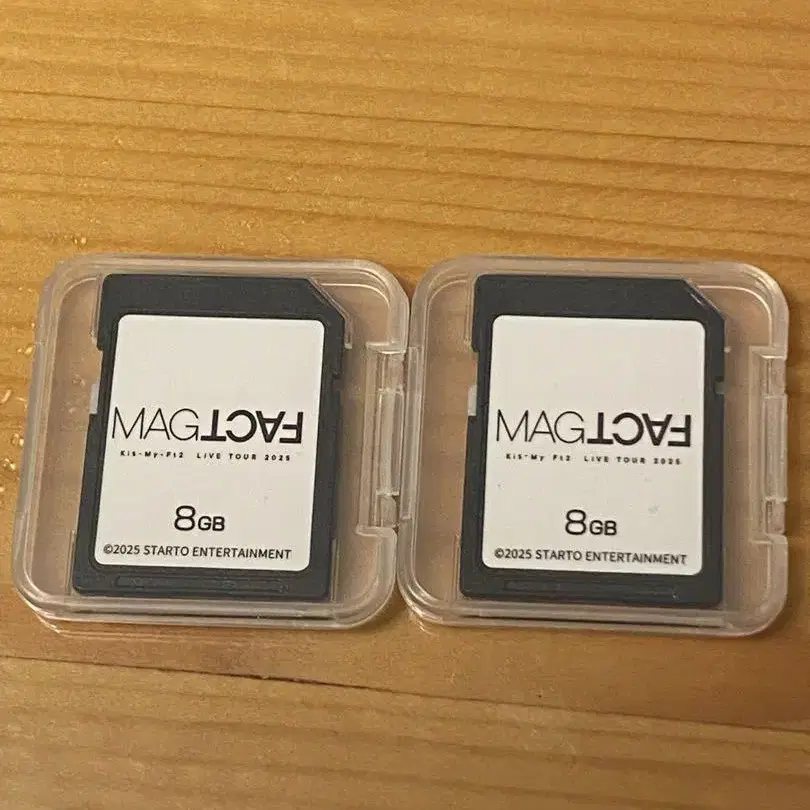 MAGFACT
Kis-My-Ft2 LiVE TOUR 2025
8GB
©2025 STARTO ENTERTAINMENT
MAGFACT
Kis-My-Ft2 LiVE TOUR 2025
8GB
©2025 STARTO ENTERTAINMENT